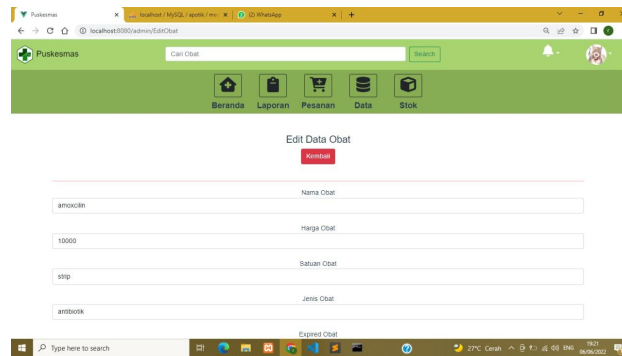 Puskesmas
localhost / MySQL / apotik / mu
(2) WhatsApp
localhost:8080/admin/EditObat
Puskesmas
Cari Obat
Search
Beranda
Laporan
Pesanan
Data
Stok
Edit Data Obat
Kembali
Nama Obat
amoxcilin
Harga Obat
10000
Satuan Obat
strip
Jenis Obat
antibiotik
Expired Obat
Type here to search
27°C Cerah
ENG
19:21
06/06/2022